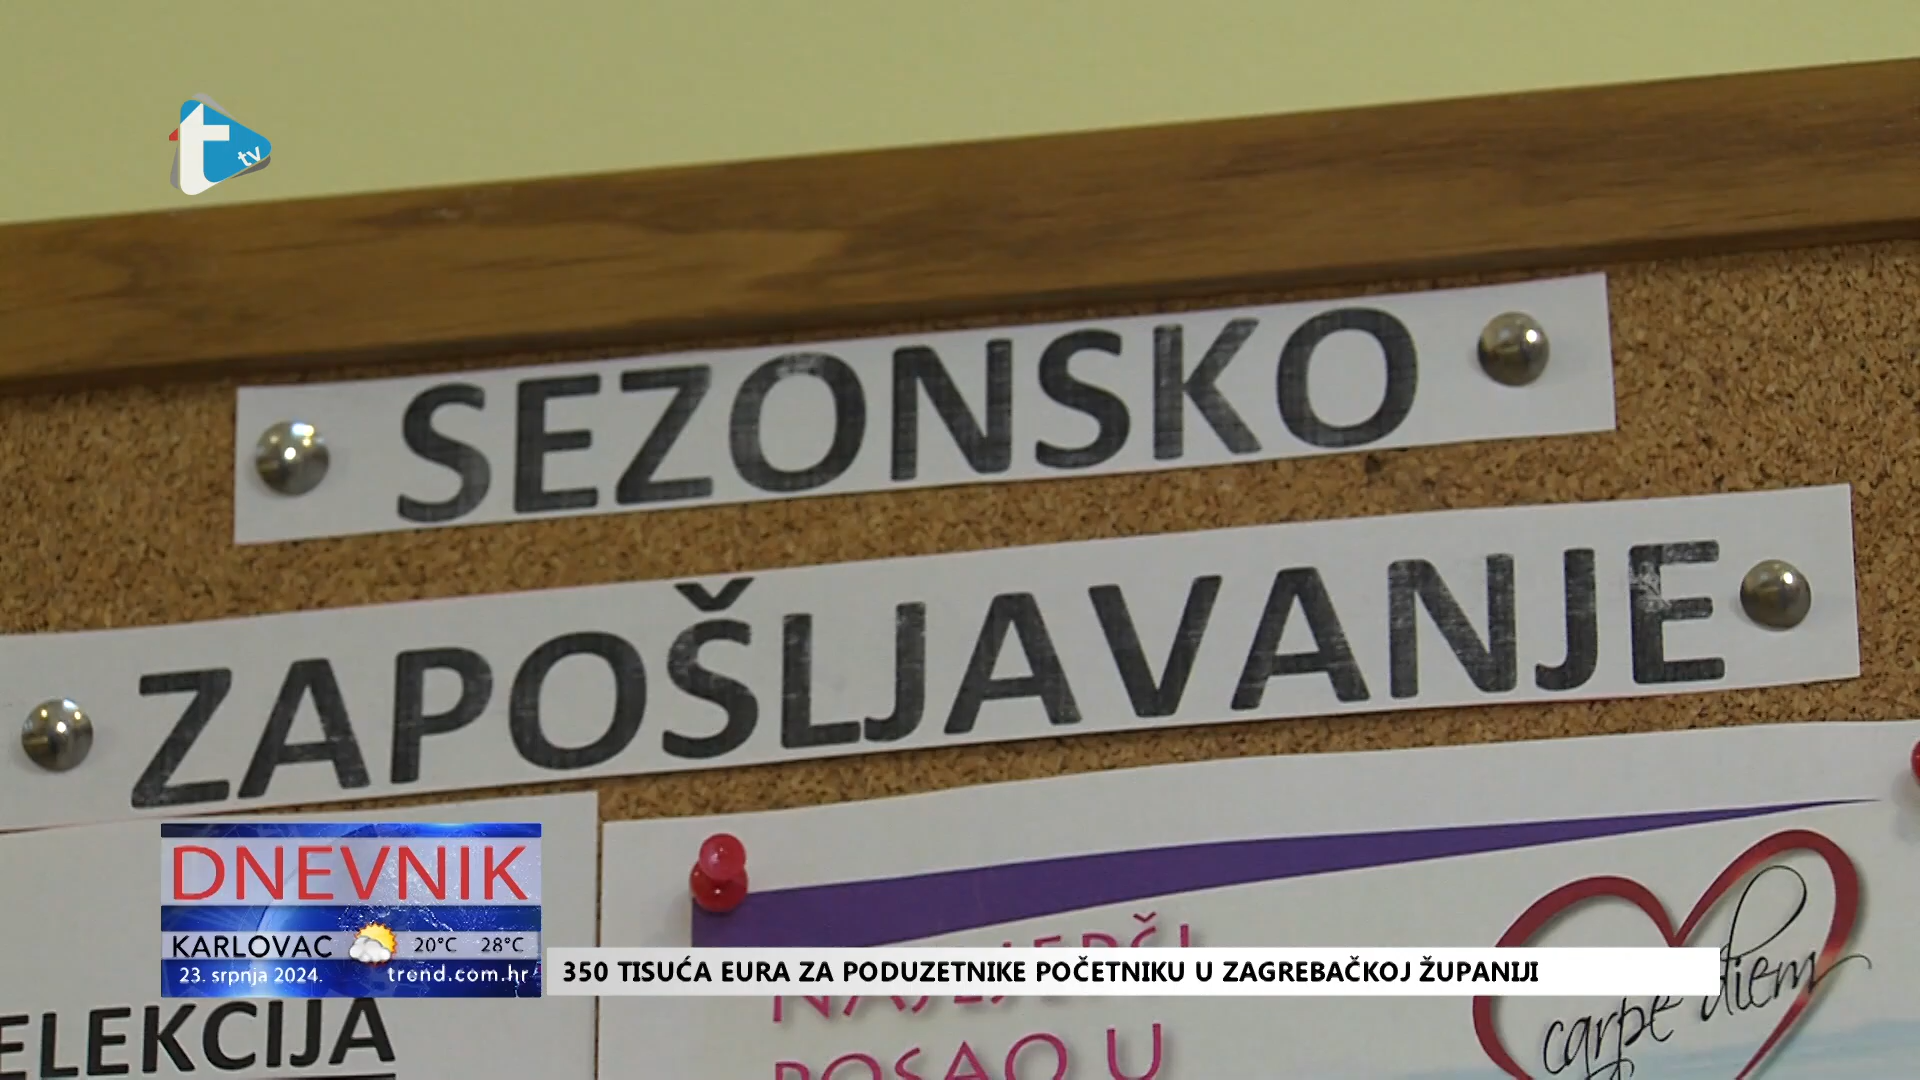 t tv
SEZONSKO
ZAPOŠLJAVANJE
DNEVNIK
KARLOVAC 20°C 28°C
23. srpnja 2024. trend.com.hr
350 TISUĆA EURA ZA PODUZETNIKE POČETNIKU U ZAGREBAČKOJ ŽUPANIJI
ELEKCIJA
POSAO U
carpe diem